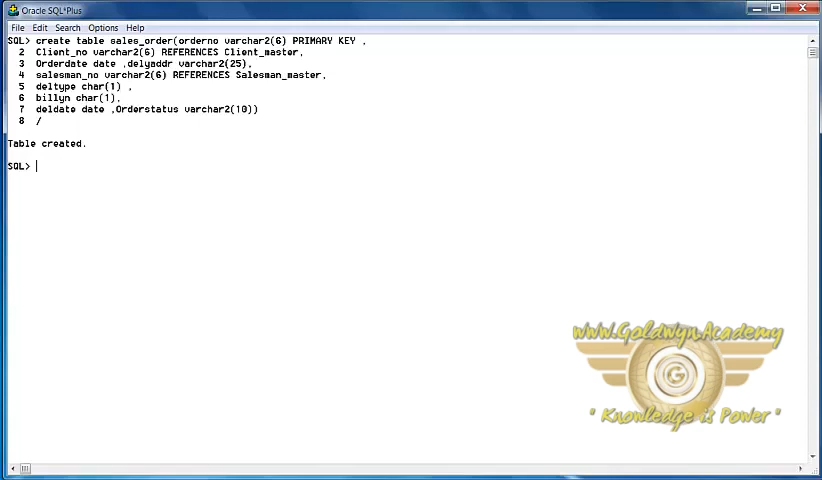 Oracle SQL*Plus
File Edit Search Options Help
SQL> create table sales_order(orderno varchar2(6) PRIMARY KEY ,
2 Client_no varchar2(6) REFERENCES Client_master,
3 Orderdate date ,delyaddr varchar2(25),
4 salesman_no varchar2(6) REFERENCES Salesman_master,
5 deltype char(1) ,
6 billyn char(1),
7 deldate date ,Orderstatus varchar2(10))
8 /
Table created.
SQL>
www.GoldwynAcademy
G
" Knowledge is Power "